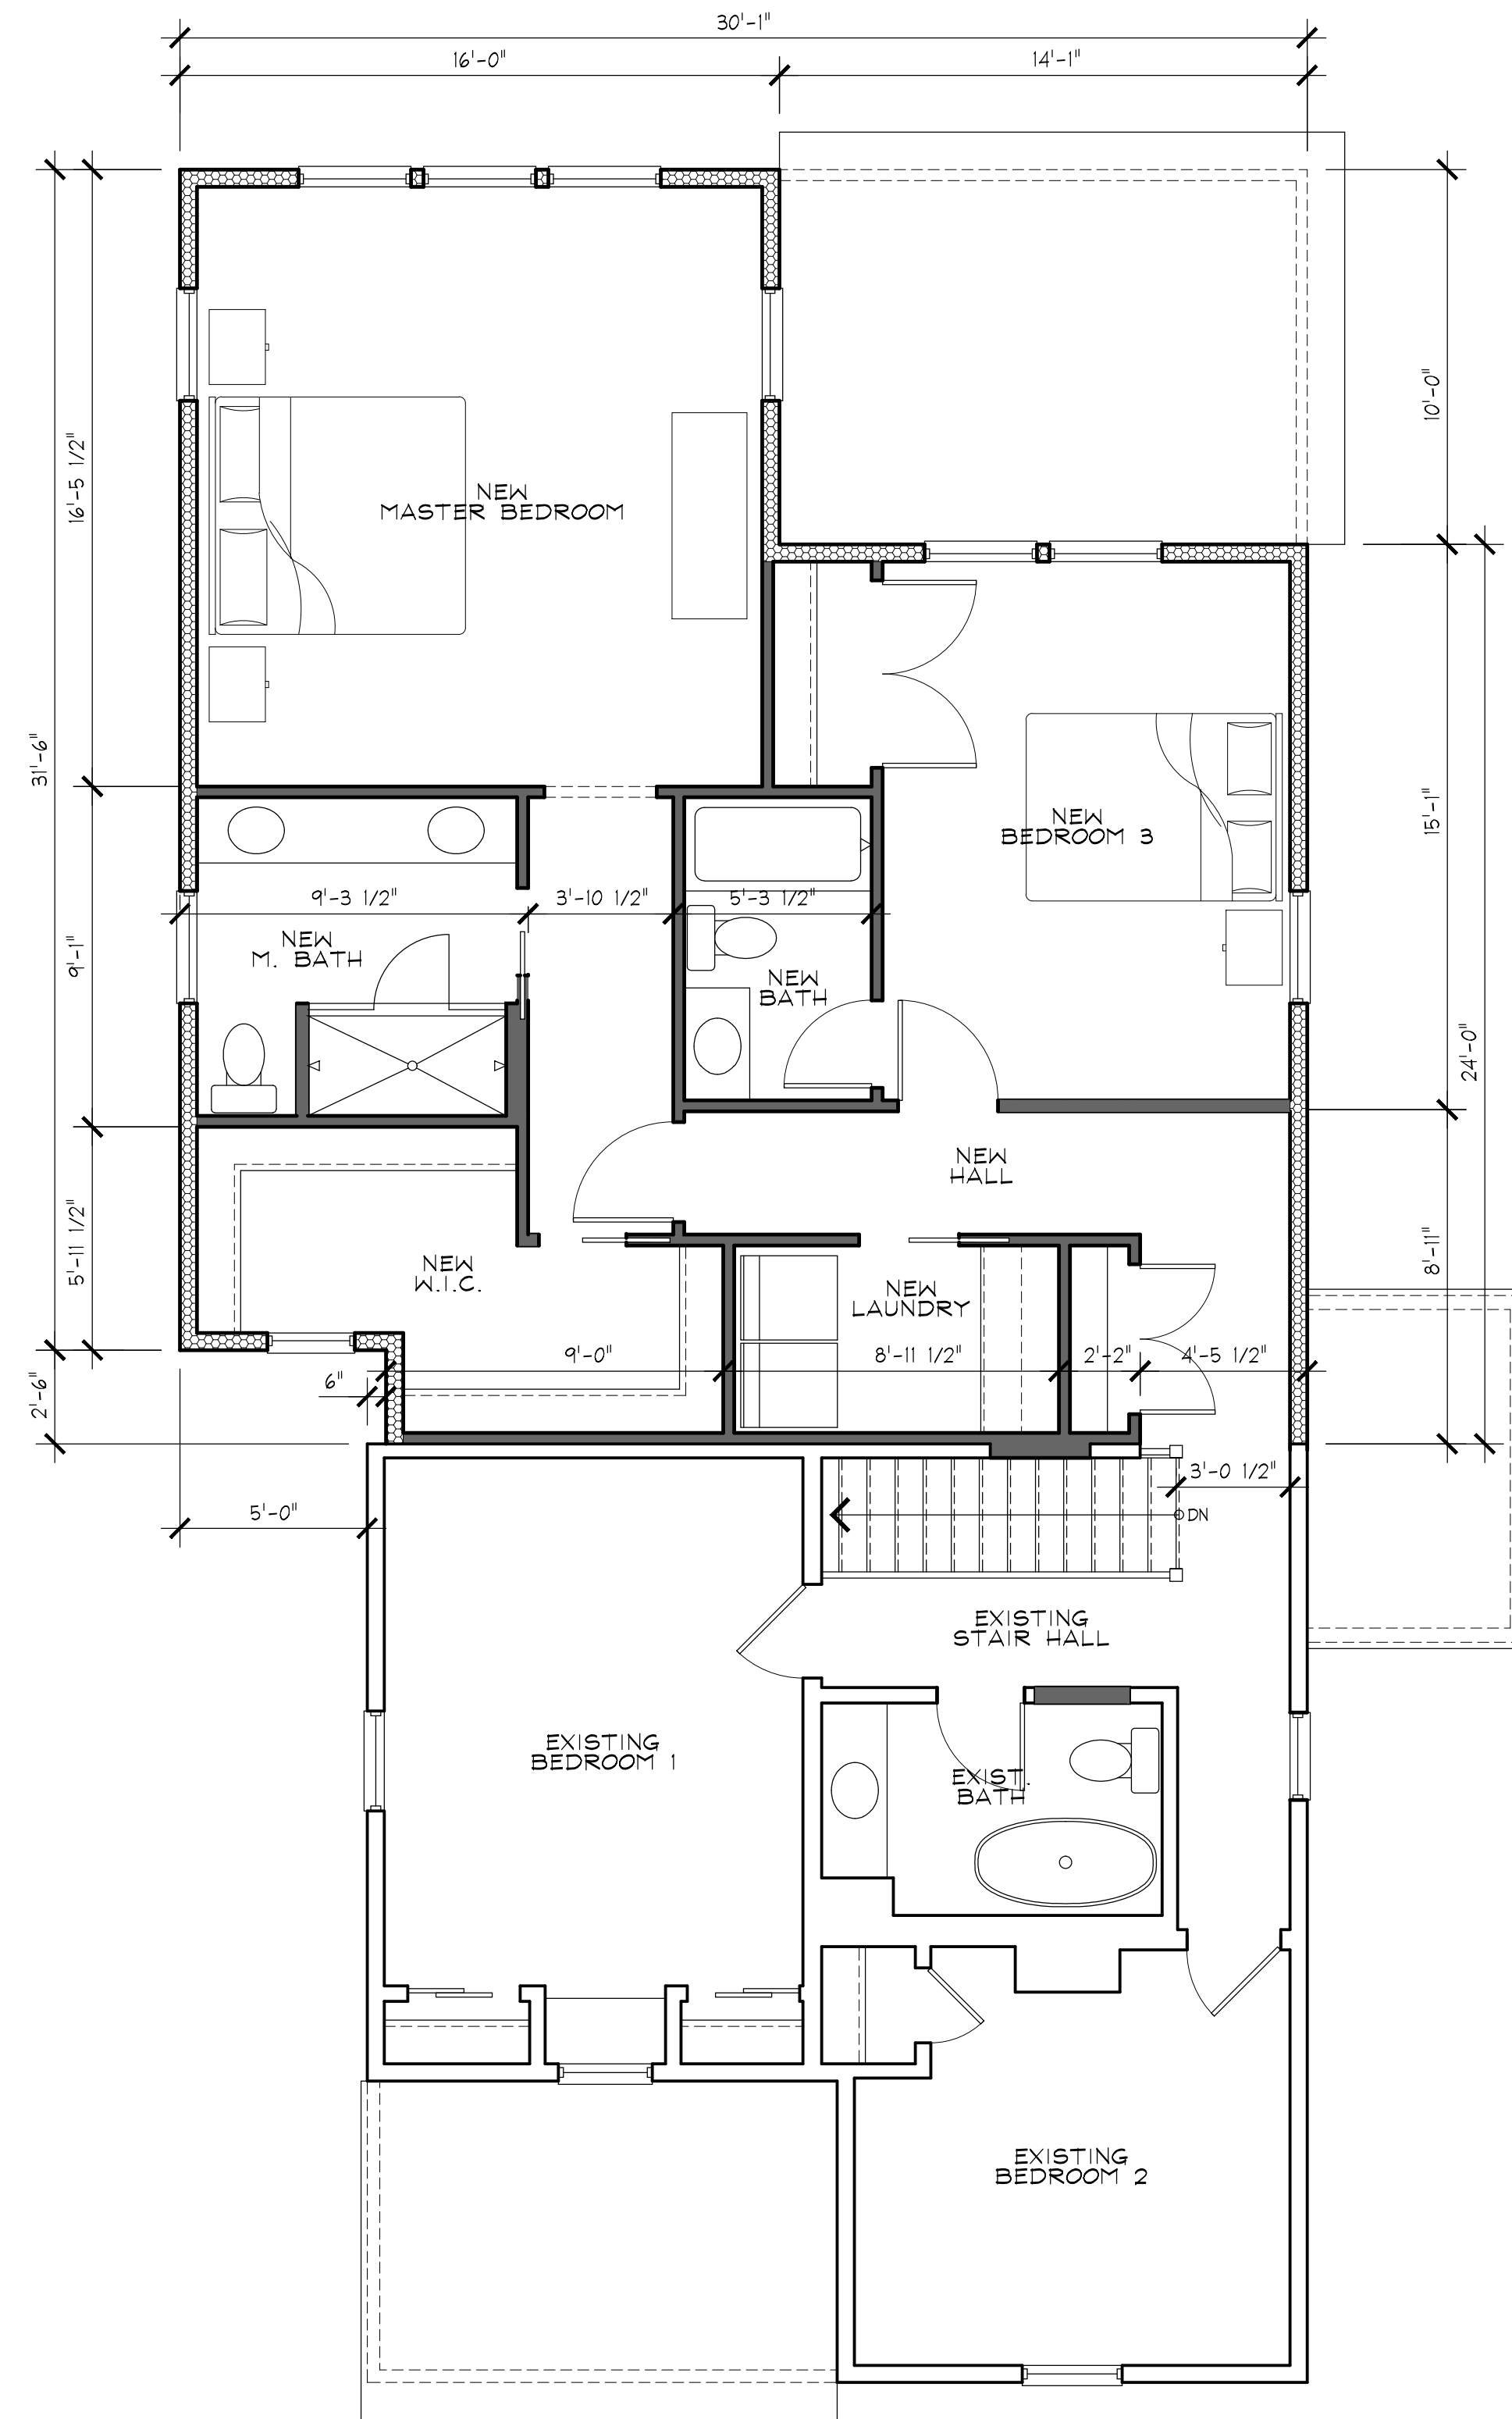 30'-1"
16'-0"
14'-1"
10'-0"
16'-5 1/2"
NEW
MASTER BEDROOM
31'-6"
NEW
BEDROOM 3
15'-1"
9'-3 1/2"
3'-10 1/2"
5'-3 1/2"
9'-1"
NEW
M. BATH
NEW
BATH
24'-0"
NEW
HALL
5'-11 1/2"
8'-11"
NEW
W.I.C.
NEW
LAUNDRY
9'-0"
8'-11 1/2"
2'-2"
4'-5 1/2"
6"
2'-6"
3'-0 1/2"
5'-0"
DN
EXISTING
STAIR HALL
EXISTING
BEDROOM 1
EXIST.
BATH
EXISTING
BEDROOM 2